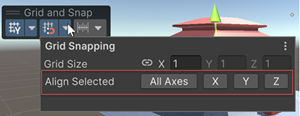 Grid and Snap
Grid Snapping
Grid Size X 1 Y 1 Z 1
Align Selected All Axes X Y Z